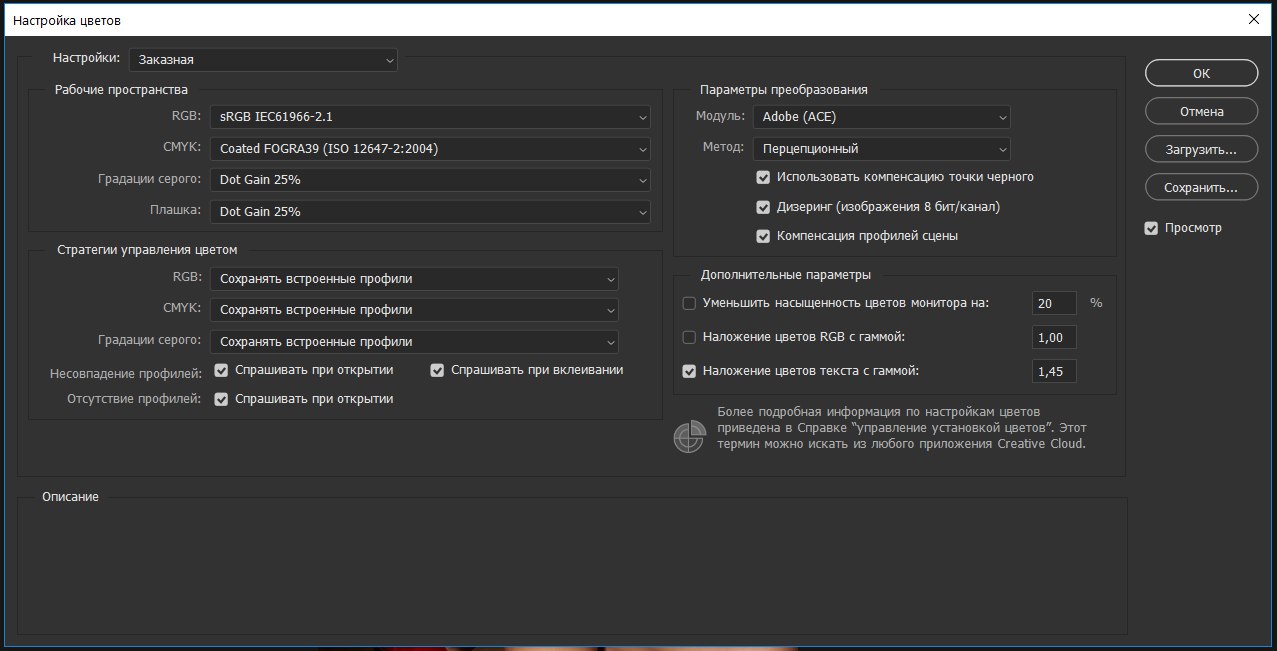 Настройка цветов
Настройки: Заказная
Рабочие пространства
RGB: sRGB IEC61966-2.1
CMYK: Coated FOGRA39 (ISO 12647-2:2004)
Градации серого: Dot Gain 25%
Плашка: Dot Gain 25%
Стратегии управления цветом
RGB: Сохранять встроенные профили
CMYK: Сохранять встроенные профили
Градации серого: Сохранять встроенные профили
Несовпадение профилей: Спрашивать при открытии Спрашивать при вклеивании
Отсутствие профилей: Спрашивать при открытии
Параметры преобразования
Модуль: Adobe (ACE)
Метод: Перцепционный
Использовать компенсацию точки черного
Дизеринг (изображения 8 бит/канал)
Компенсация профилей сцены
Дополнительные параметры
Уменьшить насыщенность цветов монитора на: 20 %
Наложение цветов RGB с гаммой: 1,00
Наложение цветов текста с гаммой: 1,45
Более подробная информация по настройкам цветов
приведена в Справке "управление установкой цветов". Этот
термин можно искать из любого приложения Creative Cloud.
ОК
Отмена
Загрузить...
Сохранить...
Просмотр
Описание